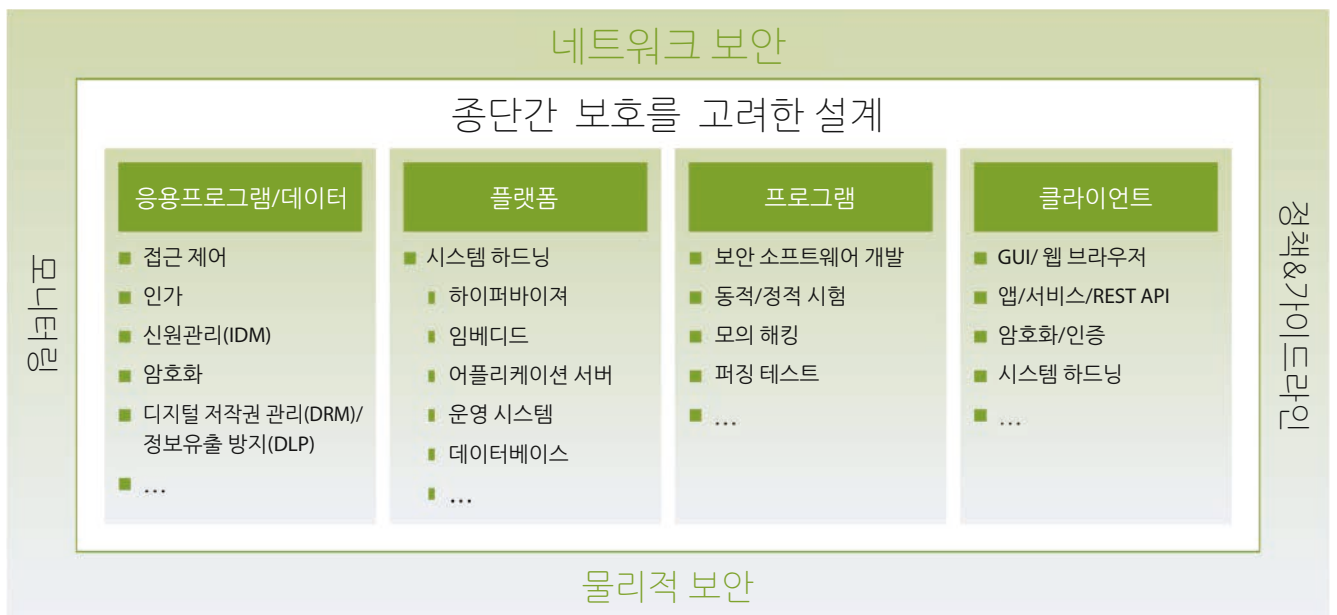 네트워크 보안
종단간 보호를 고려한 설계
모니터링
응용프로그램/데이터
접근 제어
인가
신원관리(IDM)
암호화
디지털 저작권 관리(DRM)/
정보유출 방지(DLP)
...
플랫폼
시스템 하드닝
하이퍼바이져
임베디드
어플리케이션 서버
운영 시스템
데이터베이스
...
프로그램
보안 소프트웨어 개발
동적/정적 시험
모의 해킹
퍼징 테스트
...
클라이언트
GUI/ 웹 브라우저
앱/서비스/REST API
암호화/인증
시스템 하드닝
...
정책&가이드라인
물리적 보안